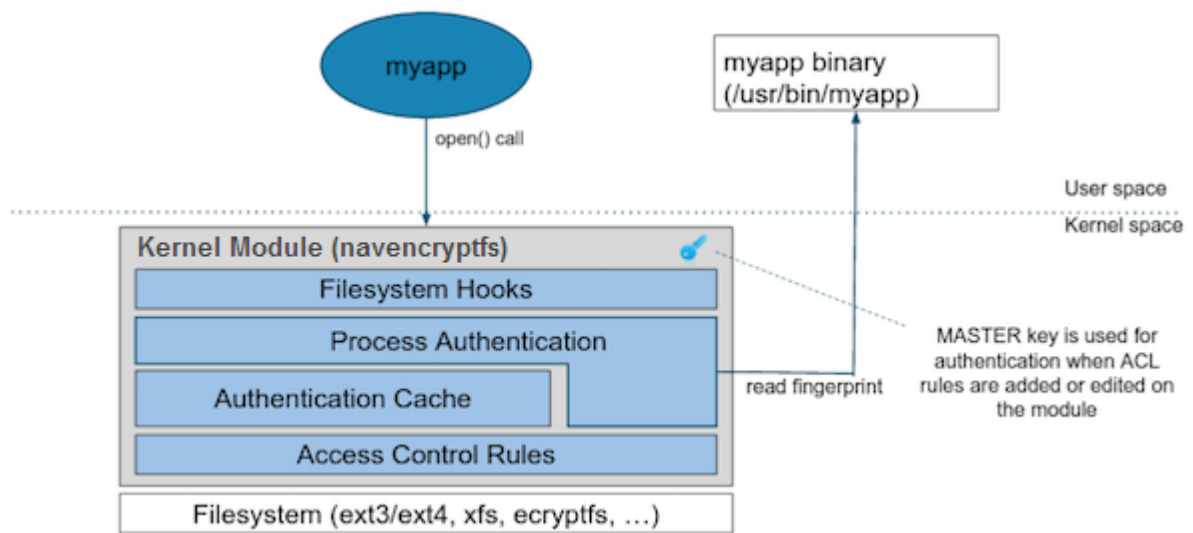 myapp
myapp binary
(/usr/bin/myapp)
open() call
User space
Kernel space
Kernel Module (navencryptfs)
Filesystem Hooks
Process Authentication
Authentication Cache
Access Control Rules
read fingerprint
MASTER key is used for
authentication when ACL
rules are added or edited on
the module
Filesystem (ext3/ext4, xfs, ecryptfs, …)